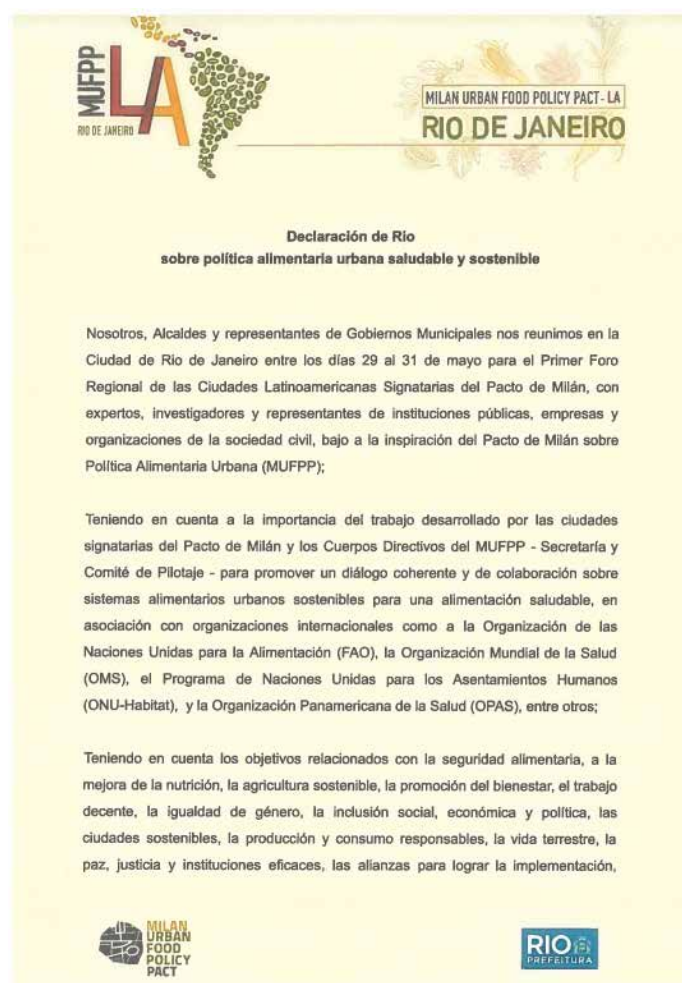 MUFPP
LA
RIO DE JANEIRO
MILAN URBAN FOOD POLICY PACT- LA
RIO DE JANEIRO
Declaración de Rio
sobre política alimentaria urbana saludable y sostenible
Nosotros, Alcaldes y representantes de Gobiernos Municipales nos reunimos en la
Ciudad de Rio de Janeiro entre los días 29 al 31 de mayo para el Primer Foro
Regional de las Ciudades Latinoamericanas Signatarias del Pacto de Milán, con
expertos, investigadores y representantes de instituciones públicas, empresas y
organizaciones de la sociedad civil, bajo a la inspiración del Pacto de Milán sobre
Política Alimentaria Urbana (MUFPP);
Teniendo en cuenta a la importancia del trabajo desarrollado por las ciudades
signatarias del Pacto de Milán y los Cuerpos Directivos del MUFPP - Secretaría y
Comité de Pilotaje - para promover un diálogo coherente y de colaboración sobre
sistemas alimentarios urbanos sostenibles para una alimentación saludable, en
asociación con organizaciones internacionales como a la Organización de las
Naciones Unidas para la Alimentación (FAO), la Organización Mundial de la Salud
(OMS), el Programa de Naciones Unidas para los Asentamientos Humanos
(ONU-Habitat), y la Organización Panamericana de la Salud (OPAS), entre otros;
Teniendo en cuenta los objetivos relacionados con la seguridad alimentaria, a la
mejora de la nutrición, la agricultura sostenible, la promoción del bienestar, el trabajo
decente, la igualdad de género, la inclusión social, económica y política, las
ciudades sostenibles, la producción y consumo responsables, la vida terrestre, la
paz, justicia y instituciones eficaces, las alianzas para lograr la implementación,
MILAN
URBAN
FOOD
POLICY
PACT
RIO
PREFEITURA